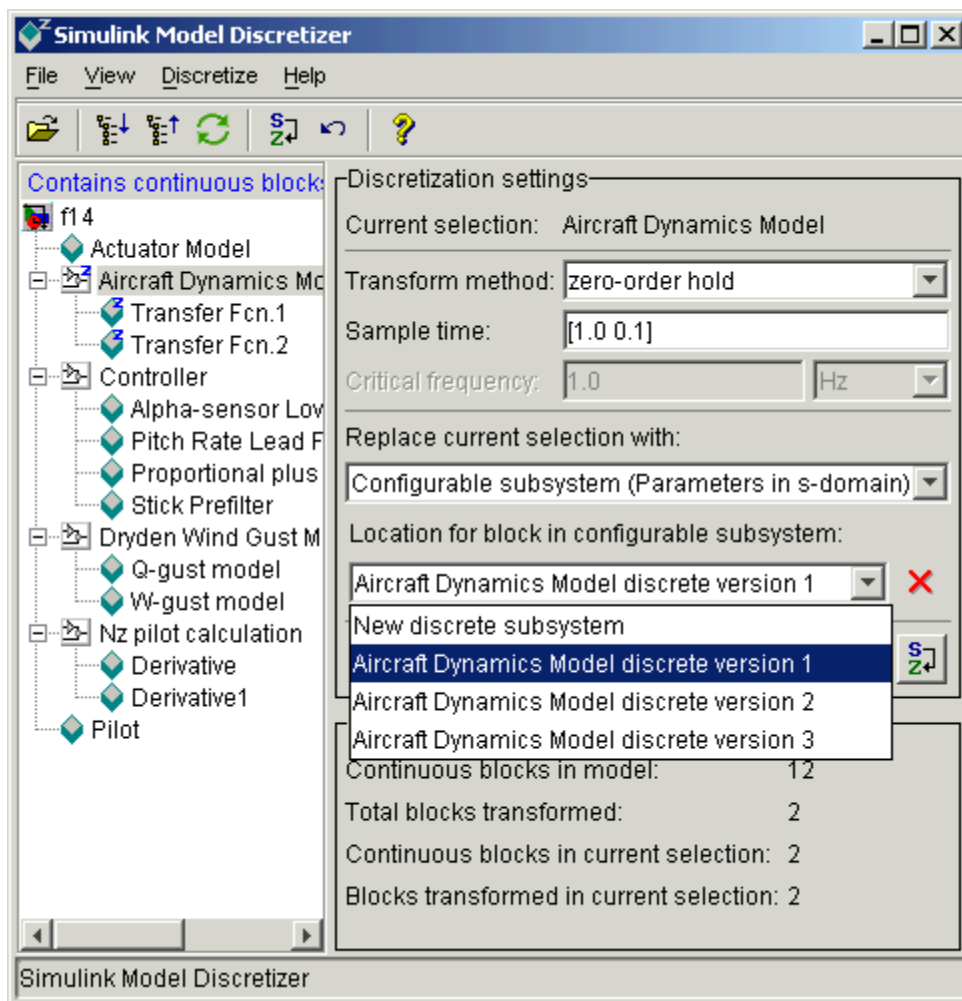 Simulink Model Discretizer
File View Discretize Help
Contains continuous block
f14
Actuator Model
Aircraft Dynamics Mo
Transfer Fcn.1
Transfer Fcn.2
Controller
Alpha-sensor Lov
Pitch Rate Lead F
Proportional plus
Stick Prefilter
Dryden Wind Gust M
Q-gust model
W-gust model
Nz pilot calculation
Derivative
Derivative1
Pilot
Discretization settings
Current selection: Aircraft Dynamics Model
Transform method: zero-order hold
Sample time: [1.0 0.1]
Critical frequency: 1.0 Hz
Replace current selection with:
Configurable subsystem (Parameters in s-domain)
Location for block in configurable subsystem:
Aircraft Dynamics Model discrete version 1
New discrete subsystem
Aircraft Dynamics Model discrete version 1
Aircraft Dynamics Model discrete version 2
Aircraft Dynamics Model discrete version 3
Continuous blocks in model: 12
Total blocks transformed: 2
Continuous blocks in current selection: 2
Blocks transformed in current selection: 2
Simulink Model Discretizer